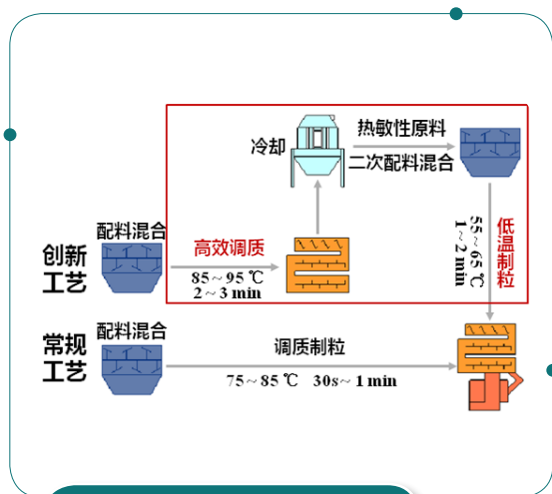 热敏性原料
冷却
二次配料混合
配料混合
创新
工艺
高效调质
85~95 ℃
2~3 min
55~65 ℃
1~2 min
低温制粒
配料混合
常规
工艺
调质制粒
75~85 ℃ 30s~1 min